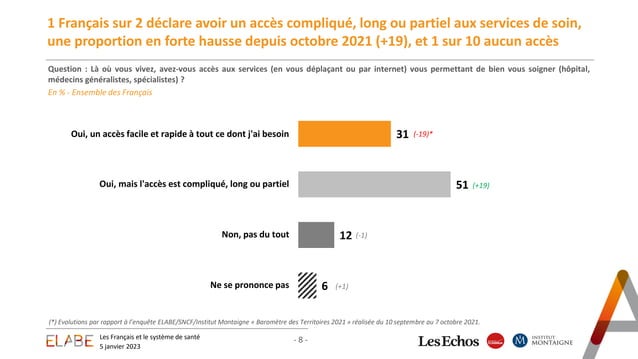 1 Français sur 2 déclare avoir un accès compliqué, long ou partiel aux services de soin,
une proportion en forte hausse depuis octobre 2021 (+19), et 1 sur 10 aucun accès
Question : Là où vous vivez, avez-vous accès aux services (en vous déplaçant ou par internet) vous permettant de bien vous soigner (hôpital,
médecins généralistes, spécialistes) ?
En % - Ensemble des Français
Oui, un accès facile et rapide à tout ce dont j'ai besoin 31 (-19)*
Oui, mais l'accès est compliqué, long ou partiel 51 (+19)
Non, pas du tout 12 (-1)
Ne se prononce pas 6 (+1)
(*) Evolutions par rapport à l'enquête ELABE/SNCF/Institut Montaigne « Baromètre des Territoires 2021 » réalisée du 10 septembre au 7 octobre 2021.
ELABE
Les Français et le système de santé
5 janvier 2023
- 8 -
Les Echos
INSTITUT
MONTAIGNE